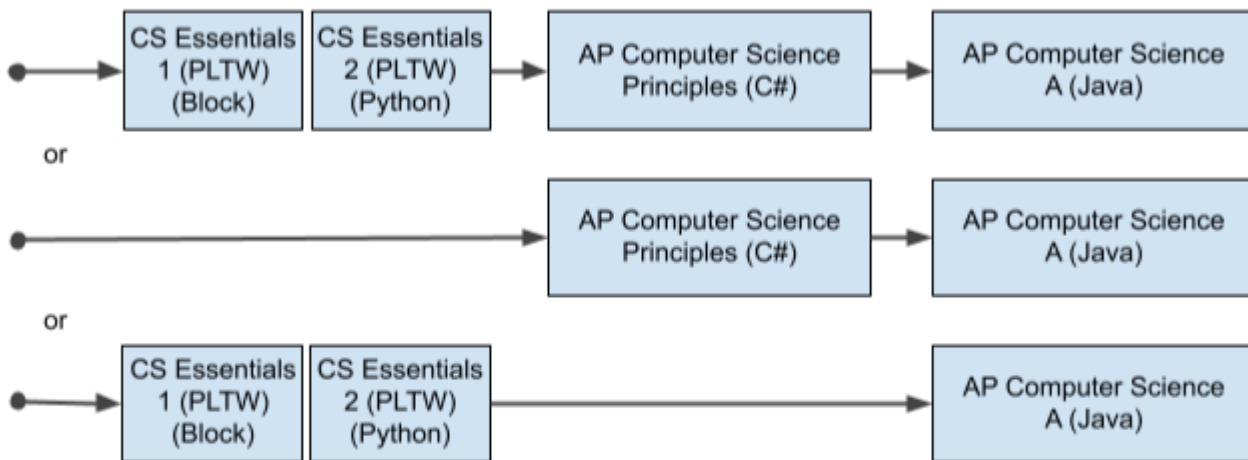 CS Essentials
1 (PLTW)
(Block)
CS Essentials
2 (PLTW)
(Python)
AP Computer Science
Principles (C#)
AP Computer Science
A (Java)
or
AP Computer Science
Principles (C#)
AP Computer Science
A (Java)
or
CS Essentials
1 (PLTW)
(Block)
CS Essentials
2 (PLTW)
(Python)
AP Computer Science
A (Java)